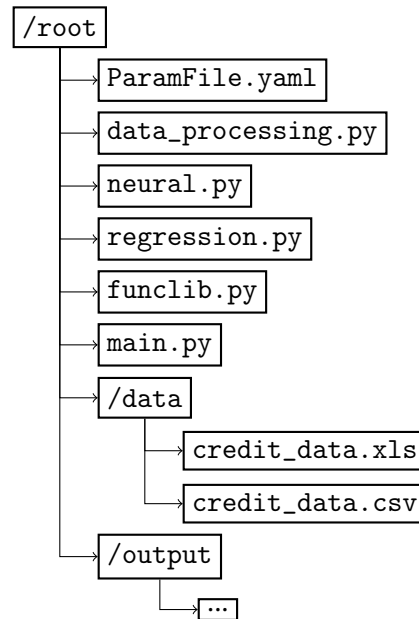 /root
ParamFile.yaml
data_processing.py
neural.py
regression.py
funclib.py
main.py
/data
credit_data.xls
credit_data.csv
/output
...